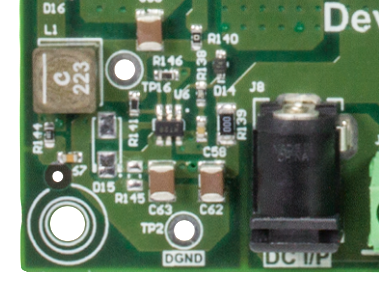 D16
L1
R140
Dev
R146
R138
C
223
TP16
U6
D14
J8
R144
R141
000
R139
C58
D15
R145
C63
C62
TP2
DGND
DC I/P